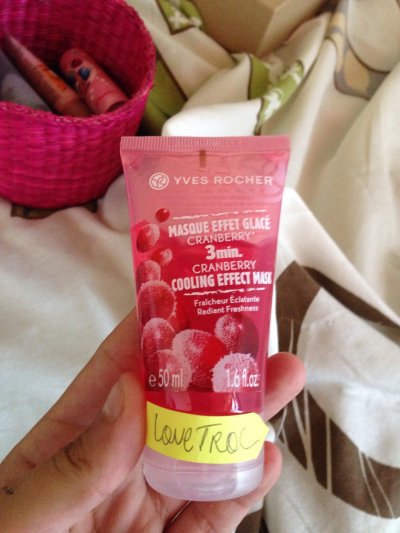 YVES ROCHER
MASQUE EFFET GLACÉ
CRANBERRY
3min.
CRANBERRY
COOLING EFFECT MASK
Fraîcheur Éclatante
Radiant Freshness
e 50 ml 1.6 fl.oz.
LOVETROC